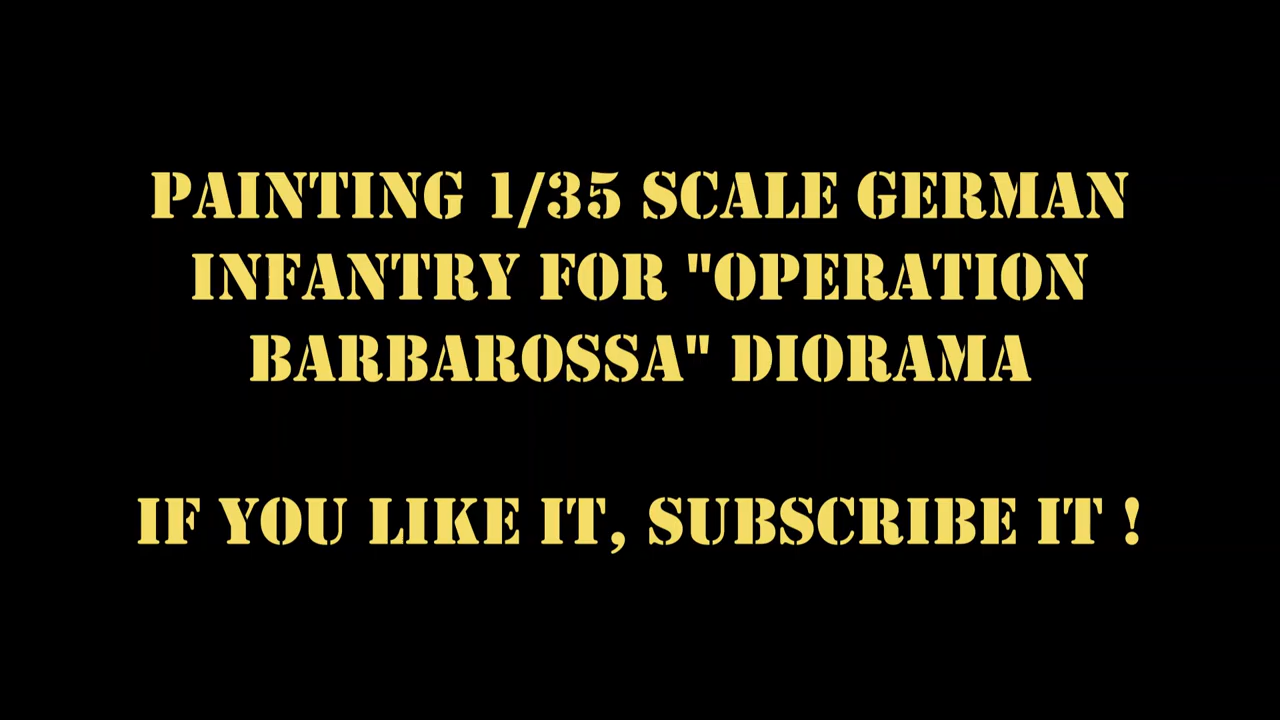 PAINTING 1/35 SCALE GERMAN
INFANTRY FOR "OPERATION
BARBAROSSA" DIORAMA
IF YOU LIKE IT, SUBSCRIBE IT !